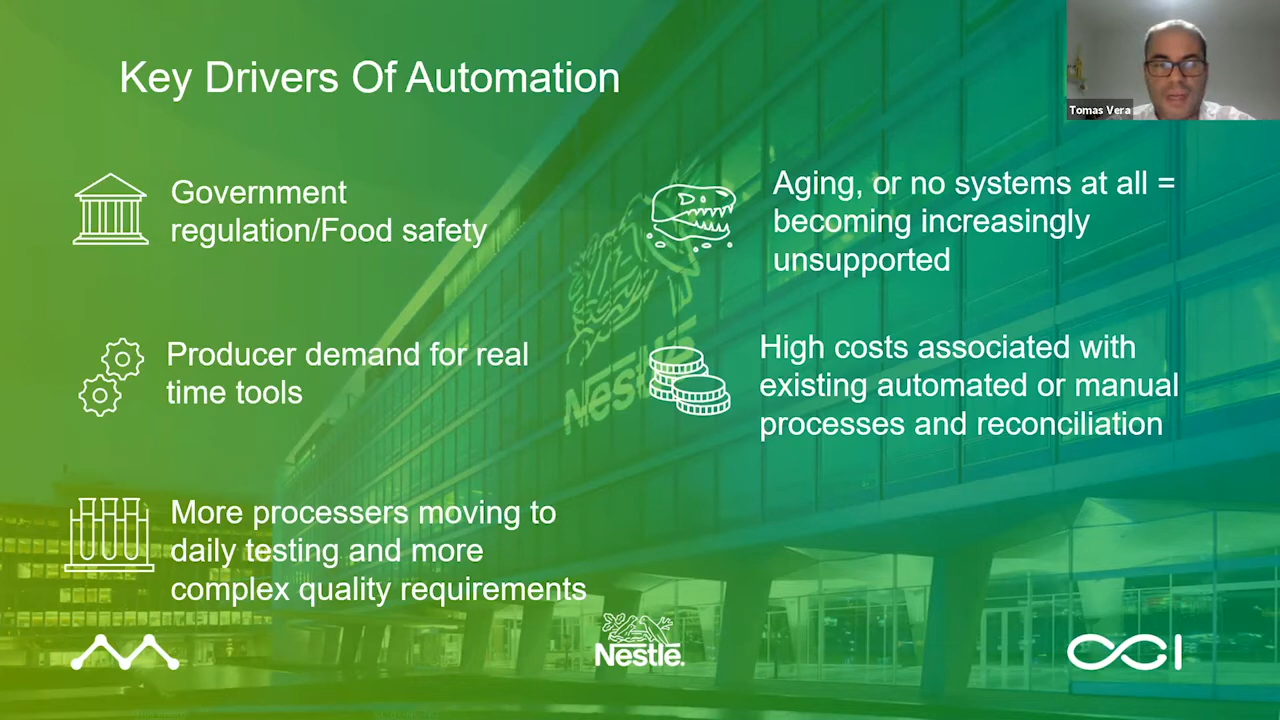 Key Drivers Of Automation
Tomas Vera
Government
regulation/Food safety
Producer demand for real
time tools
More processers moving to
daily testing and more
complex quality requirements
Aging, or no systems at all =
becoming increasingly
unsupported
High costs associated with
existing automated or manual
processes and reconciliation
Nestlé
Nestlé.
OCI